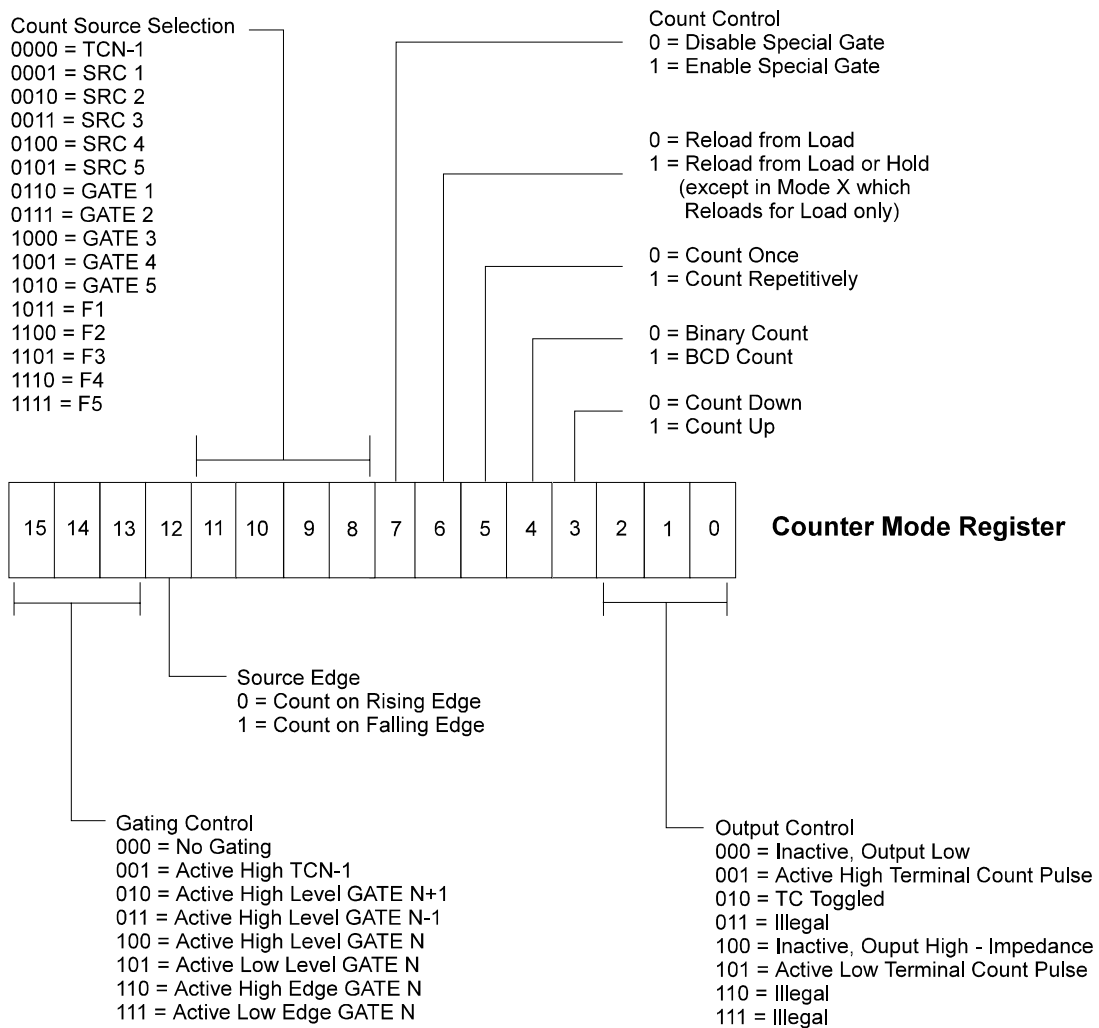 Count Source Selection
0000 = TCN-1
0001 = SRC 1
0010 = SRC 2
0011 = SRC 3
0100 = SRC 4
0101 = SRC 5
0110 = GATE 1
0111 = GATE 2
1000 = GATE 3
1001 = GATE 4
1010 = GATE 5
1011 = F1
1100 = F2
1101 = F3
1110 = F4
1111 = F5
Count Control
0 = Disable Special Gate
1 = Enable Special Gate
0 = Reload from Load
1 = Reload from Load or Hold
(except in Mode X which
Reloads for Load only)
0 = Count Once
1 = Count Repetitively
0 = Binary Count
1 = BCD Count
0 = Count Down
1 = Count Up
15 14 13 12 11 10 9 8 7 6 5 4 3 2 1 0
Counter Mode Register
Source Edge
0 = Count on Rising Edge
1 = Count on Falling Edge
Gating Control
000 = No Gating
001 = Active High TCN-1
010 = Active High Level GATE N+1
011 = Active High Level GATE N-1
100 = Active High Level GATE N
101 = Active Low Level GATE N
110 = Active High Edge GATE N
111 = Active Low Edge GATE N
Output Control
000 = Inactive, Output Low
001 = Active High Terminal Count Pulse
010 = TC Toggled
011 = Illegal
100 = Inactive, Ouput High - Impedance
101 = Active Low Terminal Count Pulse
110 = Illegal
111 = Illegal